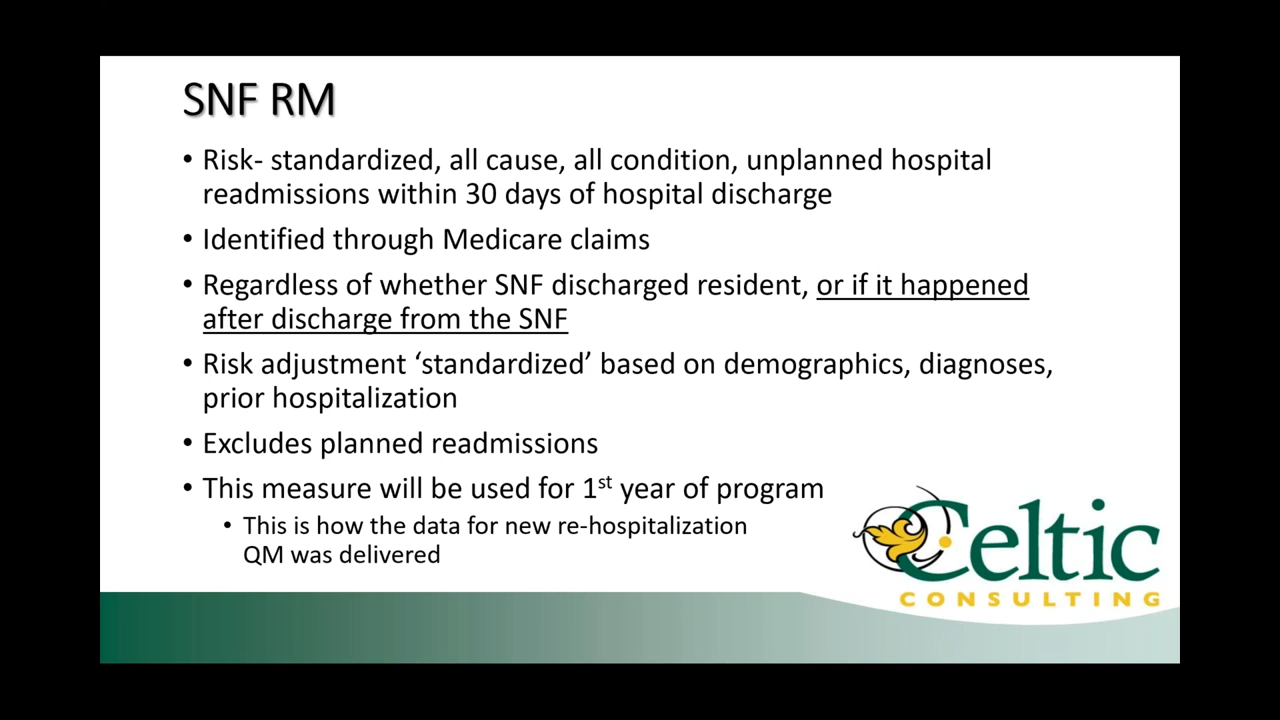 SNF RM
• Risk- standardized, all cause, all condition, unplanned hospital
readmissions within 30 days of hospital discharge
• Identified through Medicare claims
• Regardless of whether SNF discharged resident, or if it happened
after discharge from the SNF
• Risk adjustment ‘standardized’ based on demographics, diagnoses,
prior hospitalization
• Excludes planned readmissions
• This measure will be used for 1st year of program
• This is how the data for new re-hospitalization
QM was delivered
Celtic
CONSULTING